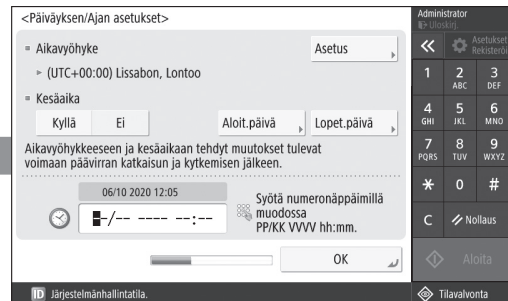 <Päiväyksen/Ajan asetukset>
Aikavyöhyke
Asetus
(UTC+00:00) Lissabon, Lontoo
Kesäaika
Kyllä
Ei
Aloit.päivä
Lopet.päivä
Aikavyöhykkeeseen ja kesäaikaan tehdyt muutokset tulevat
voimaan päävirran katkaisun ja kytkemisen jälkeen.
06/10 2020 12:05
-/-- ---- --:--
Syötä numeronäppäimillä
muodossa
PP/KK VVVV hh:mm.
OK
ID Järjestelmänhallintatila.
Administrator
Uloskirj.
Asetukset
Rekisteröi
1
2 ABC
3 DEF
4 GHI
5 JKL
6 MNO
7 PQRS
8 TUV
9 WXYZ
*
0
#
C
Nollaus
Aloita
Tilavalvonta